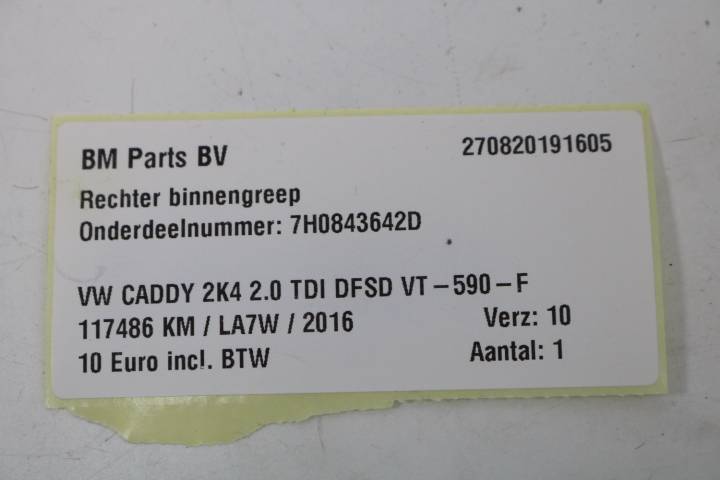 BM Parts BV 270820191605
Rechter binnengreep
Onderdeelnummer: 7H0843642D
VW CADDY 2K4 2.0 TDI DFSD VT-590-F
117486 KM / LA7W / 2016 Verz: 10
10 Euro incl. BTW Aantal: 1